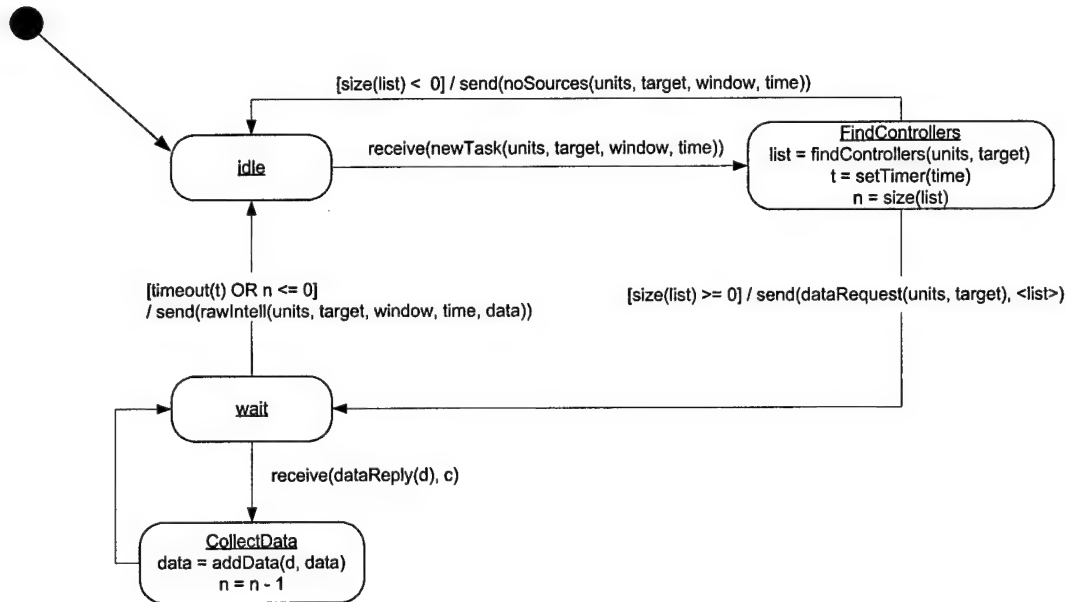 [size(list) < 0] / send(noSources(units, target, window, time))
idle
receive(newTask(units, target, window, time))
FindControllers
list = findControllers(units, target)
t = setTimer(time)
n = size(list)
[timeout(t) OR n <= 0]
/ send(rawIntell(units, target, window, time, data))
[size(list) >= 0] / send(dataRequest(units, target), <list>)
wait
receive(dataReply(d), c)
CollectData
data = addData(d, data)
n = n - 1